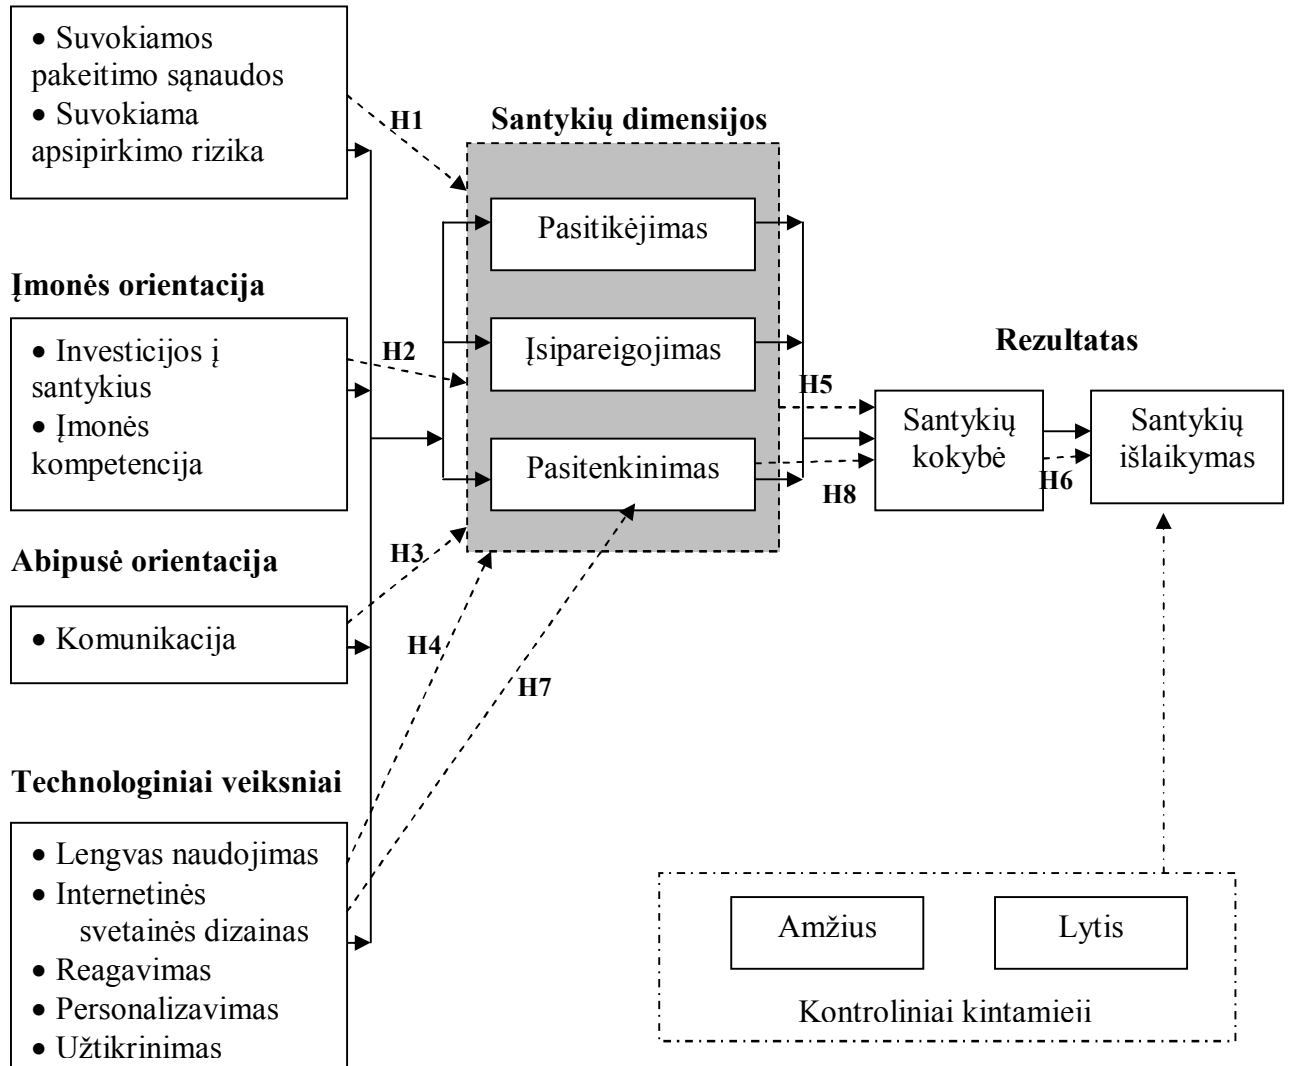 • Suvokiamos
pakeitimo sąnaudos
• Suvokiama
apsipirkimo rizika
H1
Santykių dimensijos
Pasitikėjimas
Įmonės orientacija
• Investicijos į
santykius
• Įmonės
kompetencija
H2
Įsipareigojimas
Rezultatas
H5
Santykių
kokybė
Santykių
išlaikymas
Pasitenkinimas
H8
H6
Abipusė orientacija
H3
• Komunikacija
H4
H7
Technologiniai veiksniai
• Lengvas naudojimas
• Internetinės
svetainės dizainas
• Reagavimas
• Personalizavimas
• Užtikrinimas
Amžius
Lytis
Kontroliniai kintamieji